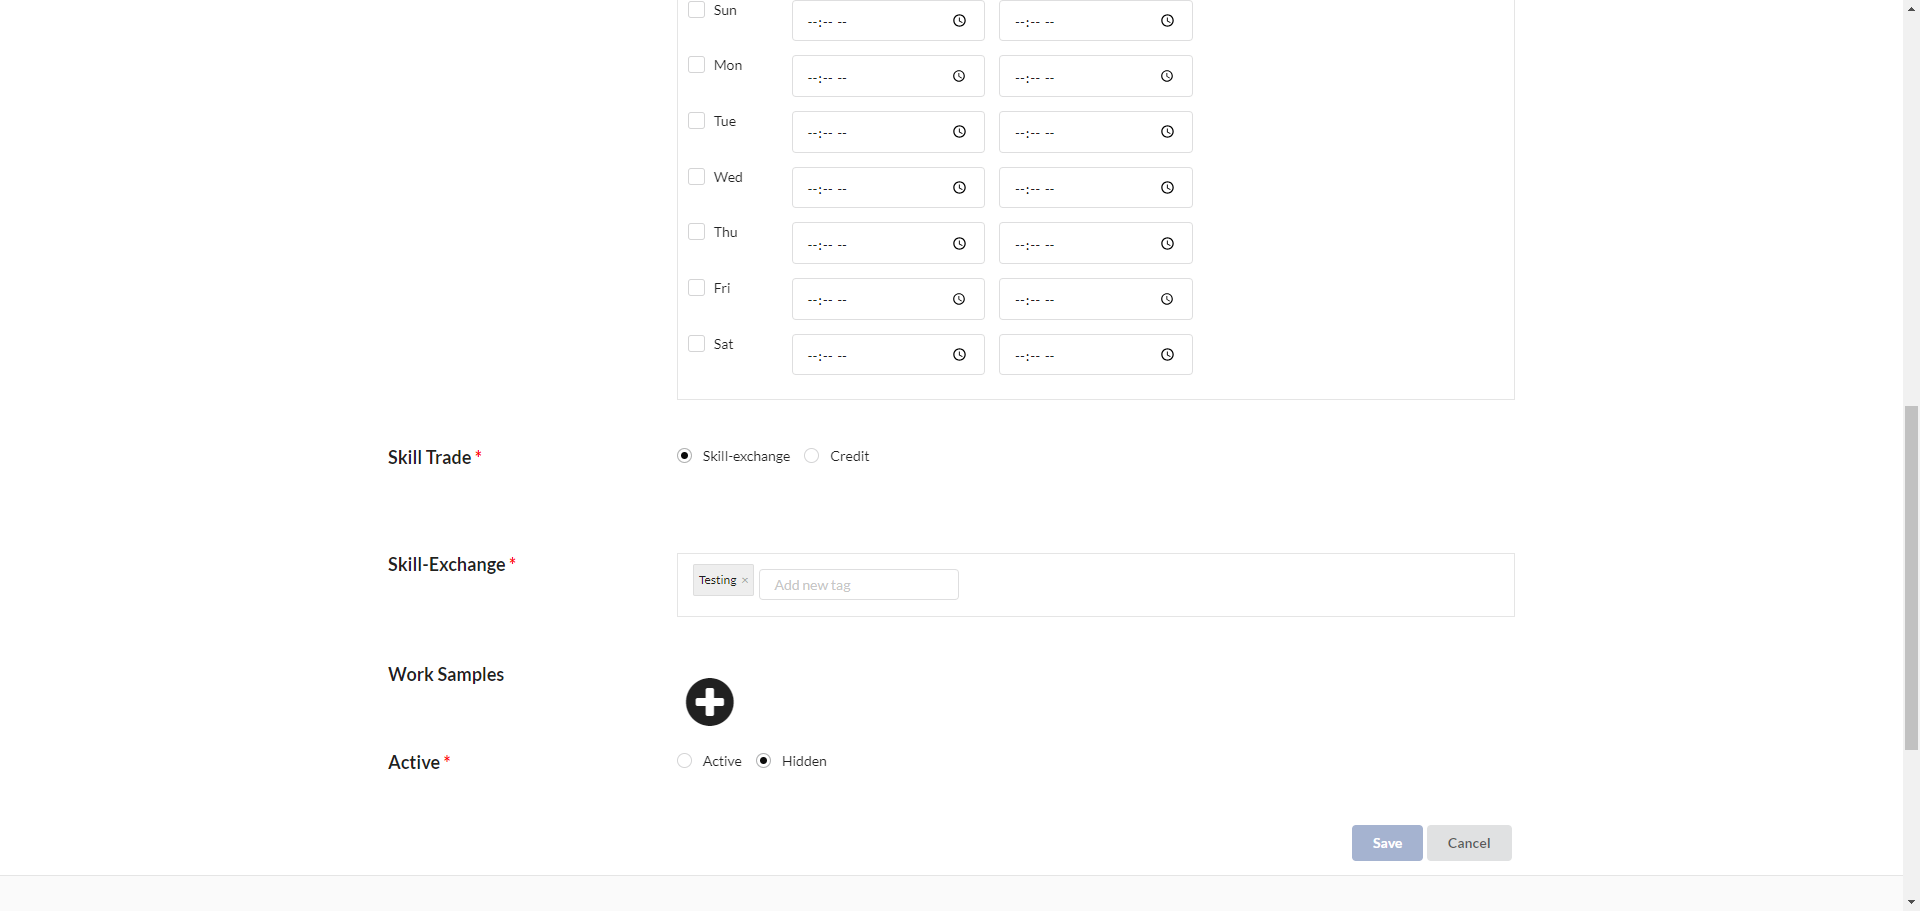 Sun --:-- -- --:-- --
Mon --:-- -- --:-- --
Tue --:-- -- --:-- --
Wed --:-- -- --:-- --
Thu --:-- -- --:-- --
Fri --:-- -- --:-- --
Sat --:-- -- --:-- --
Skill Trade * Skill-exchange Credit
Skill-Exchange * Testing × Add new tag
Work Samples
Active * Active Hidden
Save Cancel